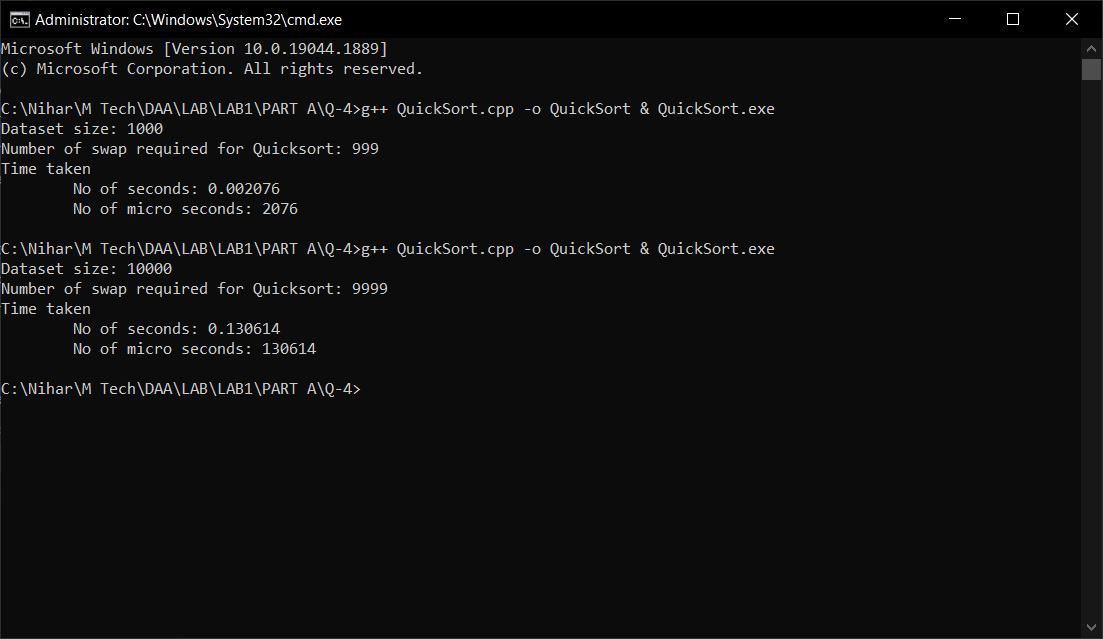 Administrator: C:\Windows\System32\cmd.exe
Microsoft Windows [Version 10.0.19044.1889]
(c) Microsoft Corporation. All rights reserved.
C:\Nihar\M Tech\DAA\LAB\LAB1\PART A\Q-4>g++ QuickSort.cpp -o QuickSort & QuickSort.exe
Dataset size: 1000
Number of swap required for Quicksort: 999
Time taken
No of seconds: 0.002076
No of micro seconds: 2076
C:\Nihar\M Tech\DAA\LAB\LAB1\PART A\Q-4>g++ QuickSort.cpp -o QuickSort & QuickSort.exe
Dataset size: 10000
Number of swap required for Quicksort: 9999
Time taken
No of seconds: 0.130614
No of micro seconds: 130614
C:\Nihar\M Tech\DAA\LAB\LAB1\PART A\Q-4>